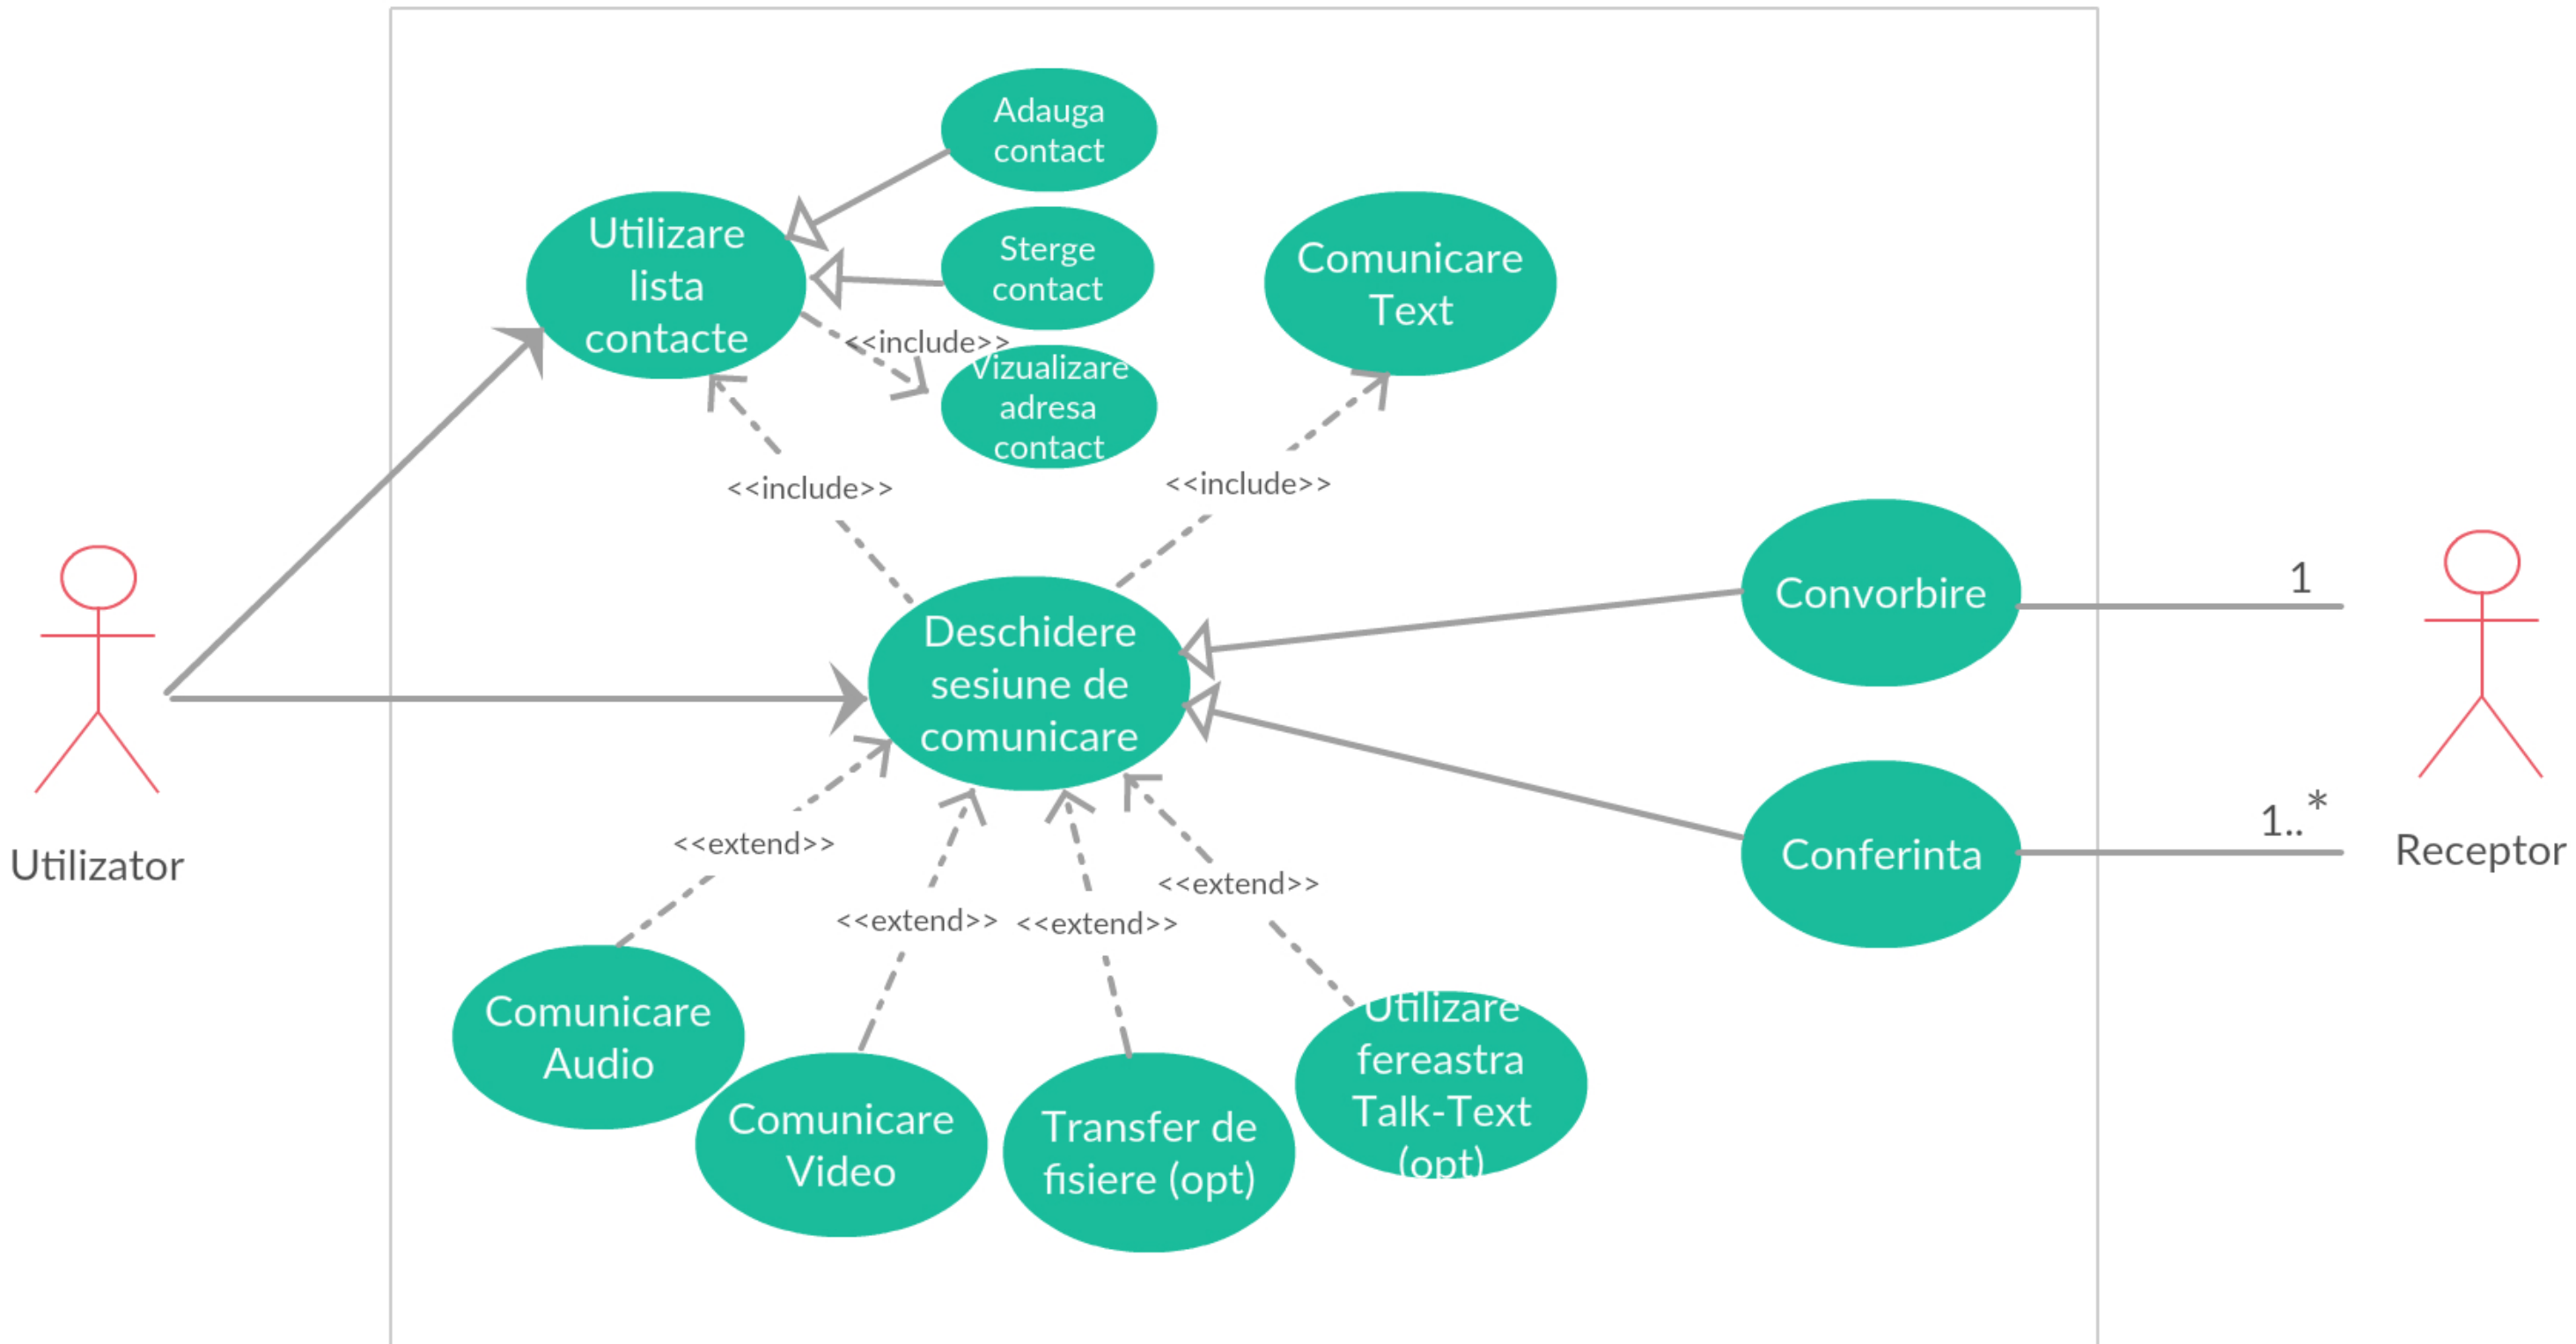 Adauga
contact
Utilizare
lista
contacte
Sterge
contact
<<include>>
Vizualizare
adresa
contact
Comunicare
Text
<<include>>
<<include>>
Convorbire
1
Deschidere
sesiune de
comunicare
Utilizator
Conferinta
1..*
Receptor
<<extend>>
<<extend>>
<<extend>>
<<extend>>
Comunicare
Audio
Comunicare
Video
Transfer de
fisiere (opt)
Utilizare
fereastra
Talk-Text
(opt)